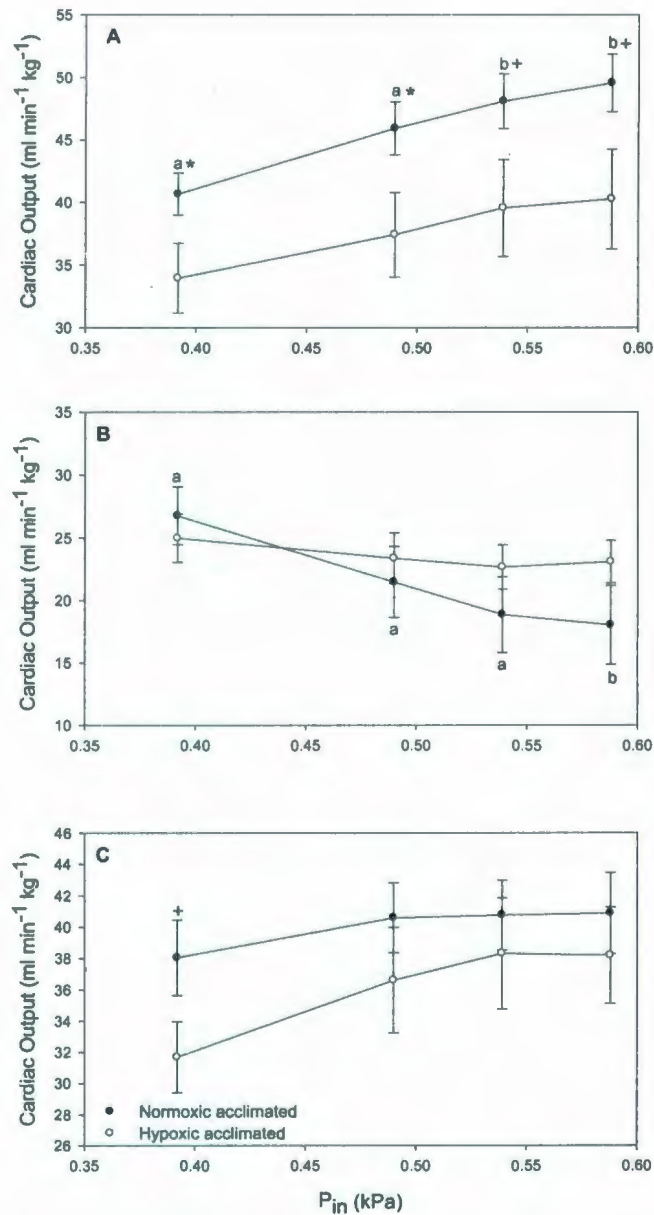 A
Cardiac Output (ml min⁻¹ kg⁻¹)
55
50
45
40
35
30
a*
a*
b+
b+
0.35 0.40 0.45 0.50 0.55 0.60
B
Cardiac Output (ml min⁻¹ kg⁻¹)
35
30
25
20
15
10
a
a
a
b
0.35 0.40 0.45 0.50 0.55 0.60
C
Cardiac Output (ml min⁻¹ kg⁻¹)
46
44
42
40
38
36
34
32
30
28
26
+
Normoxic acclimated
Hypoxic acclimated
0.35 0.40 0.45 0.50 0.55 0.60
P_in (kPa)